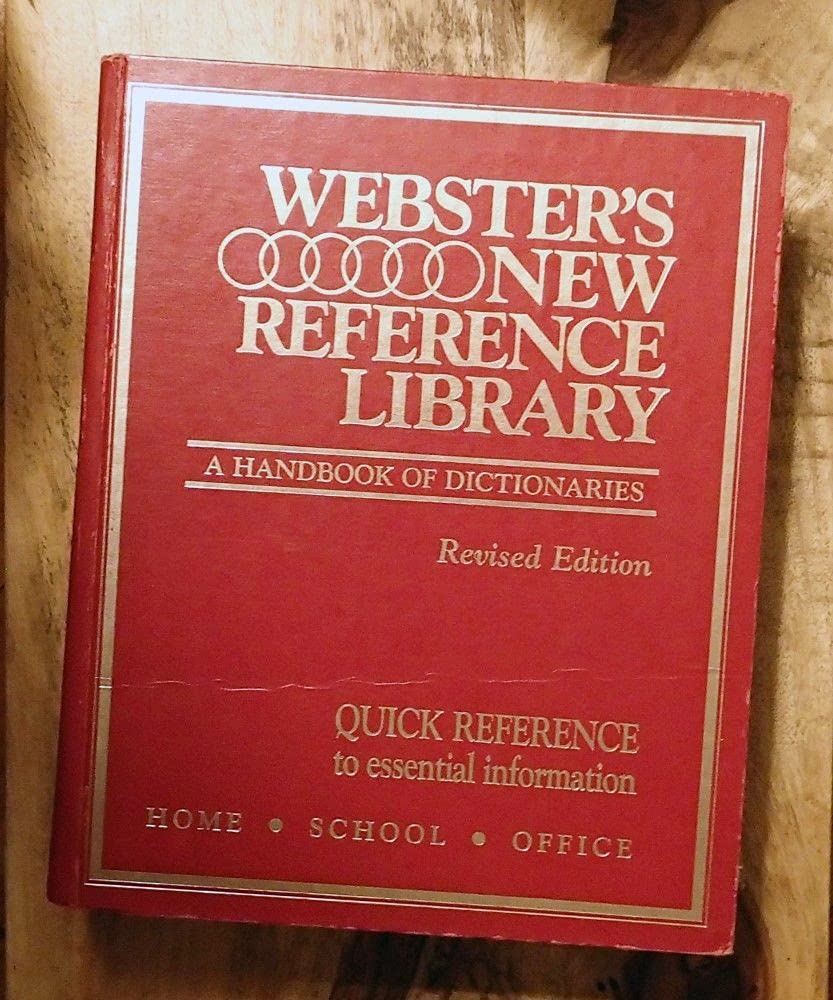 WEBSTER'S
NEW
REFERENCE
LIBRARY
A HANDBOOK OF DICTIONARIES
Revised Edition
QUICK REFERENCE
to essential information
HOME • SCHOOL • OFFICE